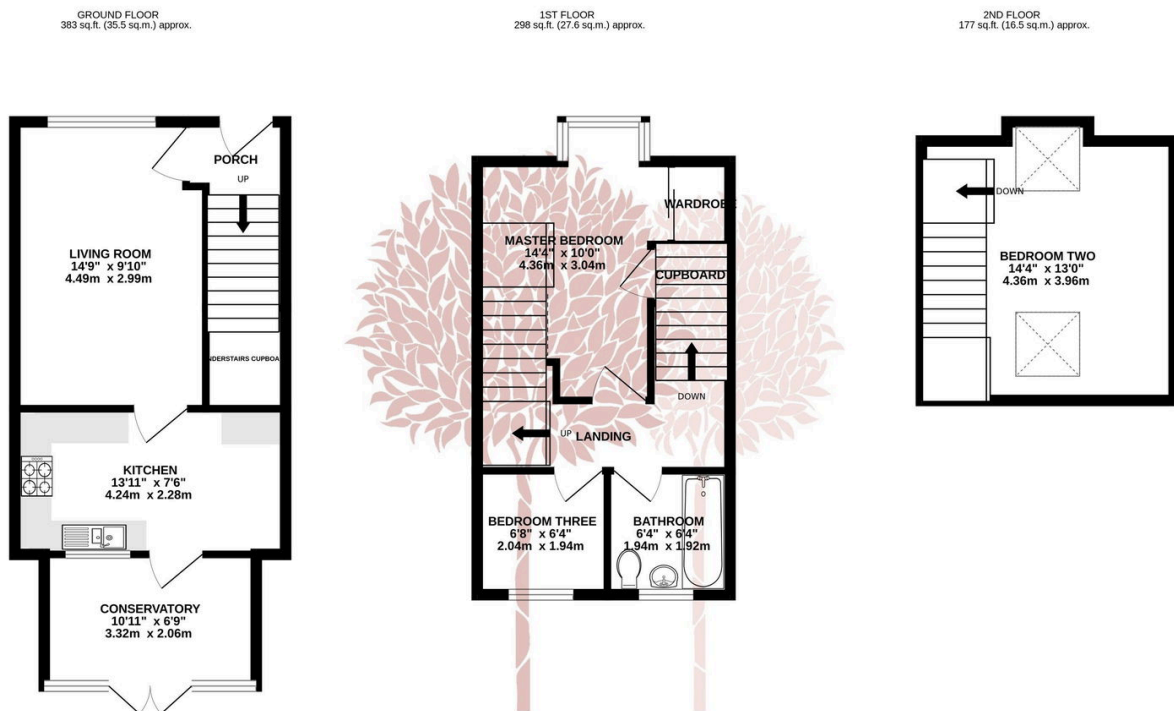 GROUND FLOOR
383 sq.ft. (35.5 sq.m.) approx.
1ST FLOOR
298 sq.ft. (27.6 sq.m.) approx.
2ND FLOOR
177 sq.ft. (16.5 sq.m.) approx.
PORCH
UP
LIVING ROOM
14'9" x 9'10"
4.49m x 2.99m
NDERSTAIRS CUPBOA
KITCHEN
13'11" x 7'6"
4.24m x 2.28m
CONSERVATORY
10'11" x 6'9"
3.32m x 2.06m
WARDROBE
MASTER BEDROOM
14'4" x 10'0"
4.36m x 3.04m
CUPBOARD
DOWN
UP
LANDING
BEDROOM THREE
6'8" x 6'4"
2.04m x 1.94m
BATHROOM
6'4" x 6'4"
1.94m x 1.92m
DOWN
BEDROOM TWO
14'4" x 13'0"
4.36m x 3.96m